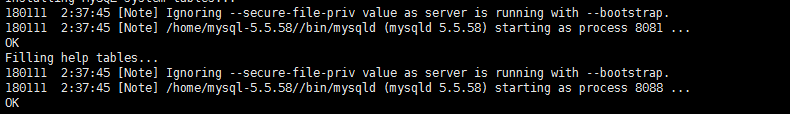 Installing MySQL system tables...
180111  2:37:45 [Note] Ignoring --secure-file-priv value as server is running with --bootstrap.
180111  2:37:45 [Note] /home/mysql-5.5.58//bin/mysqld (mysqld 5.5.58) starting as process 8081 ...
OK
Filling help tables...
180111  2:37:45 [Note] Ignoring --secure-file-priv value as server is running with --bootstrap.
180111  2:37:45 [Note] /home/mysql-5.5.58//bin/mysqld (mysqld 5.5.58) starting as process 8088 ...
OK